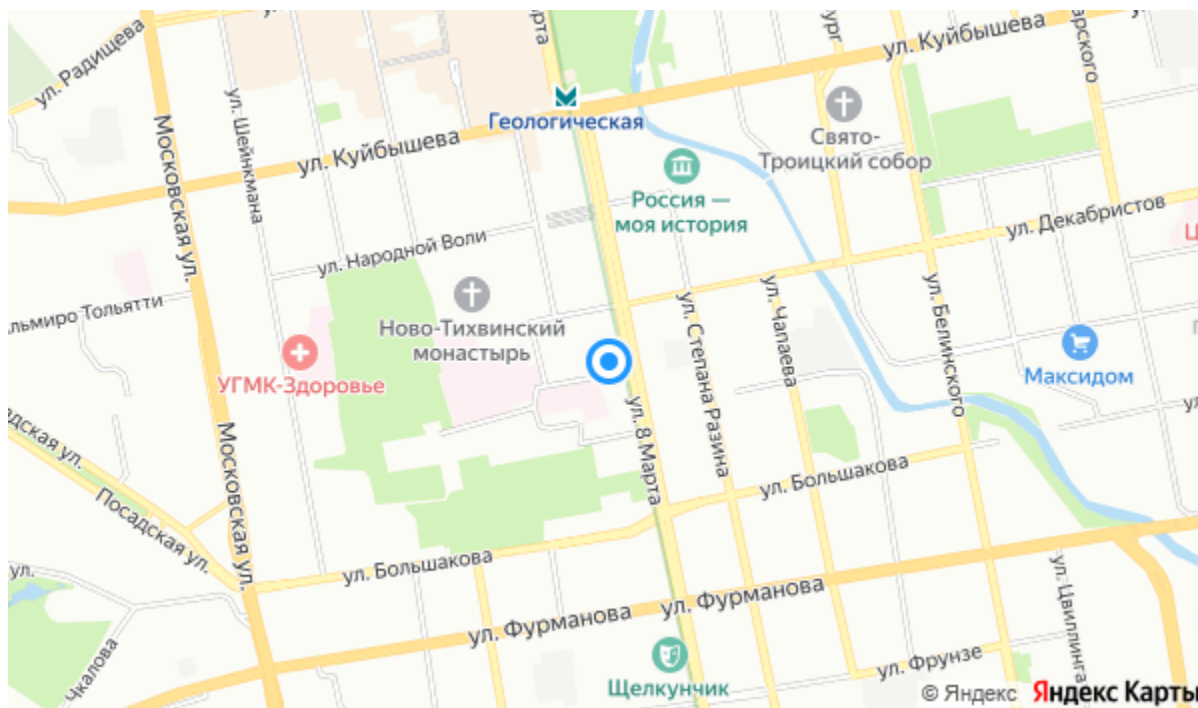 ул. Радищева
Московская ул.
ул. Шейнкмана
Марта
ул. Куйбышева
ул. Куйбышева
Геологическая
Свято-
Троицкий собор
Россия —
моя история
ул. Декабристов
ул. Народной Воли
льмиро Тольятти
Ново-Тихвинский
монастырь
УГМК-Здоровье
ул. Степана Разина
ул. Чапаева
ул. Белинского
Максидом
ул. 8 Марта
Московская ул.
Посадская ул.
ул. Большакова
ул. Большакова
ул.
ул. Фурманова
ул. Фурманова
ул. Цвиллинга
Чкалова
ул. Фрунзе
Щелкунчик
© Яндекс Яндекс Карты